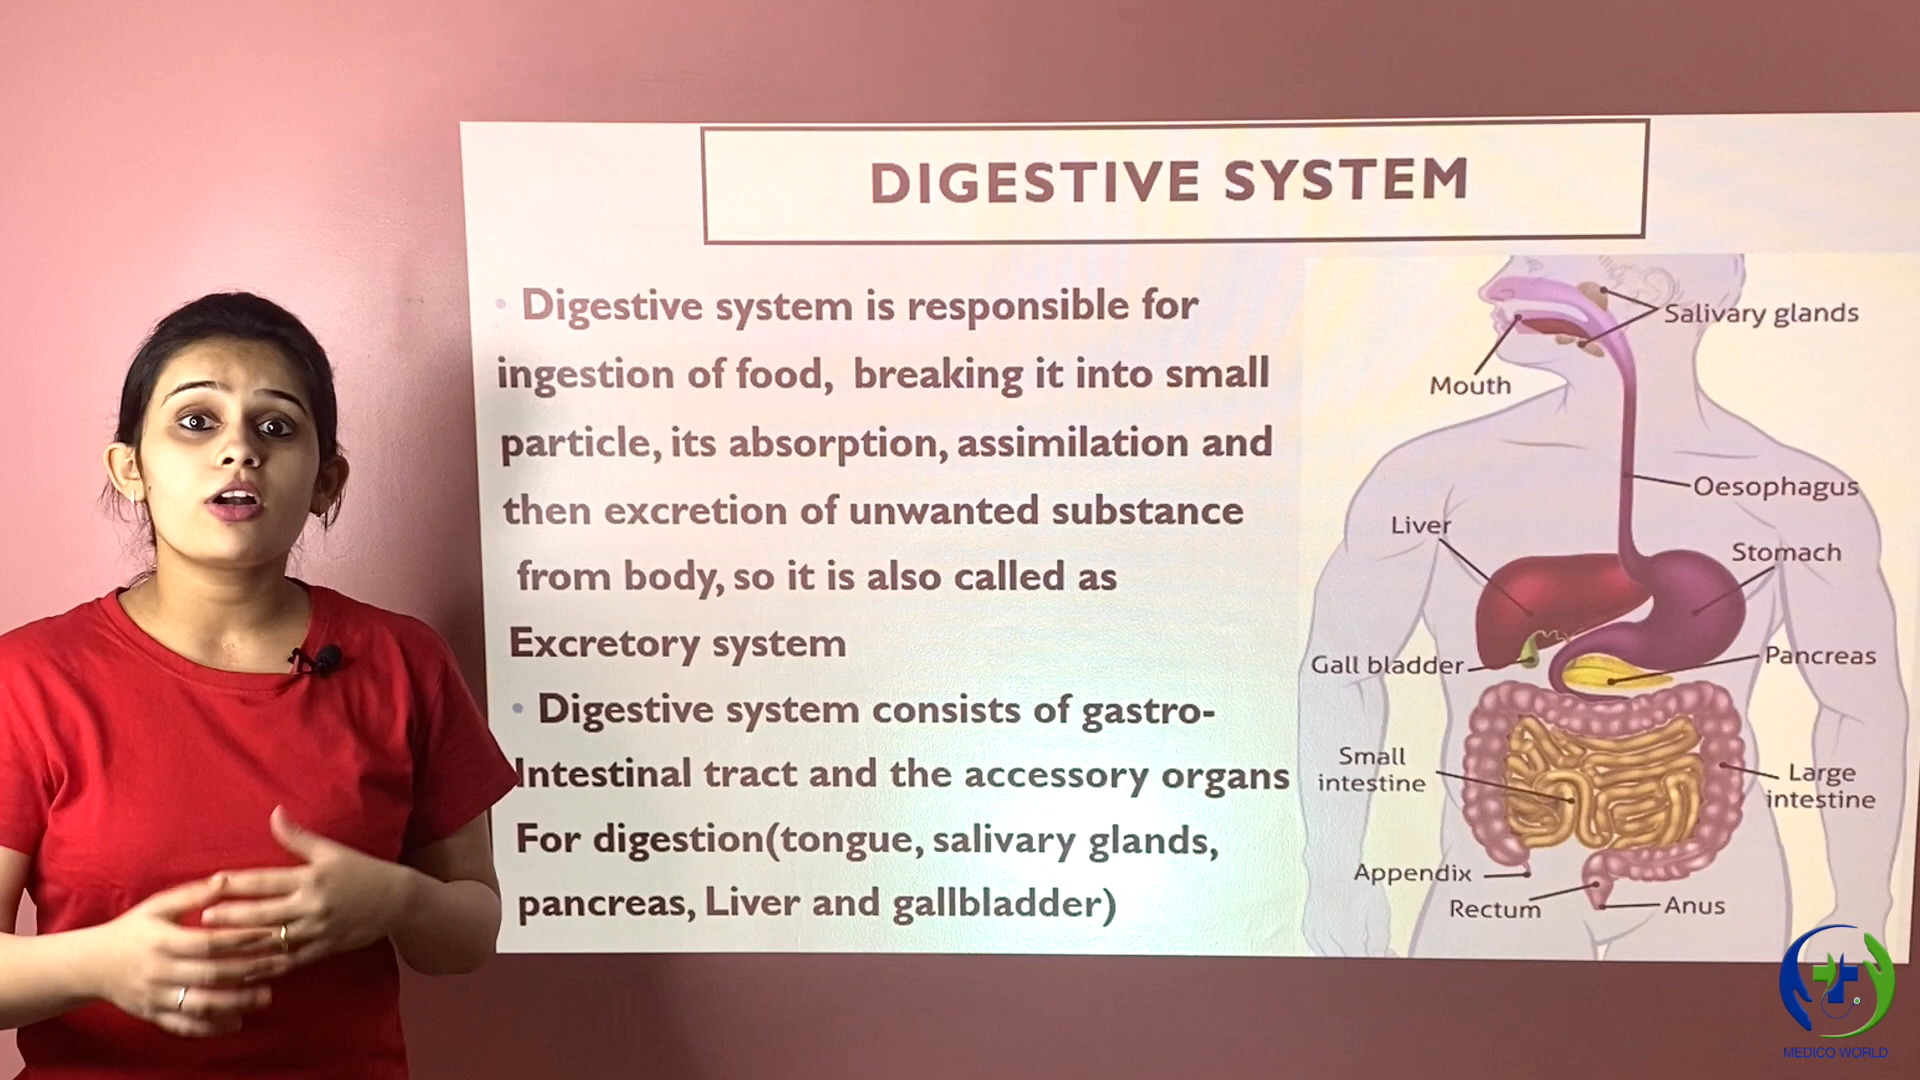 DIGESTIVE SYSTEM
• Digestive system is responsible for
ingestion of food, breaking it into small
particle, its absorption, assimilation and
then excretion of unwanted substance
from body, so it is also called as
Excretory system
• Digestive system consists of gastro-
Intestinal tract and the accessory organs
For digestion(tongue, salivary glands,
pancreas, Liver and gallbladder)
Salivary glands
Mouth
Oesophagus
Liver
Stomach
Gall bladder
Pancreas
Small
intestine
Large
intestine
Appendix
Rectum
Anus
MEDICO WORLD